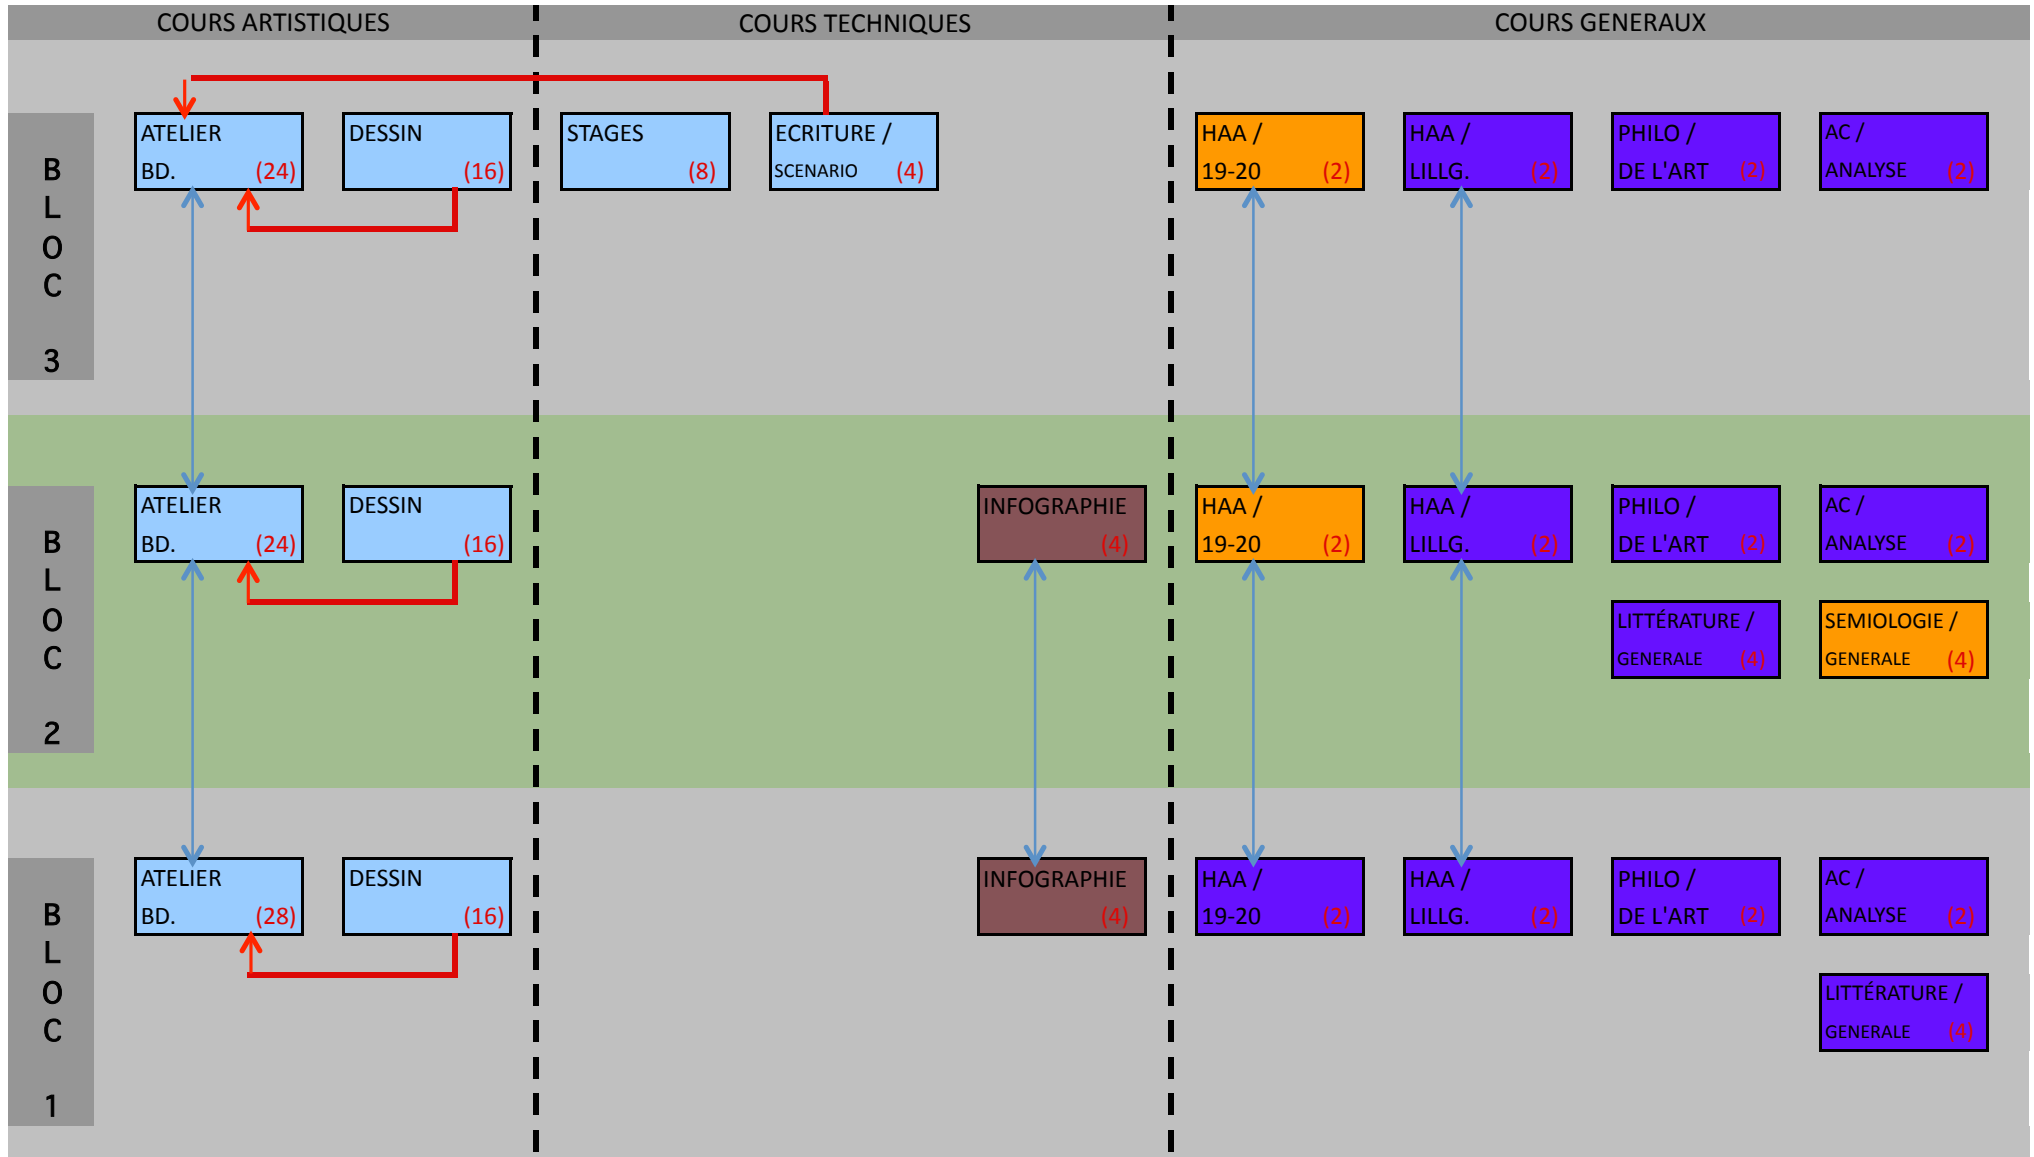 COURS ARTISTIQUES
COURS TECHNIQUES
COURS GENERAUX
B
L
O
C
3
ATELIER
BD. (24)
DESSIN
(16)
STAGES
(8)
ECRITURE /
SCENARIO (4)
HAA /
19-20 (2)
HAA /
LILLG. (2)
PHILO /
DE L'ART (2)
AC /
ANALYSE (2)
B
L
O
C
2
ATELIER
BD. (24)
DESSIN
(16)
INFOGRAPHIE
(4)
HAA /
19-20 (2)
HAA /
LILLG. (2)
PHILO /
DE L'ART (2)
AC /
ANALYSE (2)
LITTÉRATURE /
GENERALE (4)
SEMIOLOGIE /
GENERALE (4)
B
L
O
C
1
ATELIER
BD. (28)
DESSIN
(16)
INFOGRAPHIE
(4)
HAA /
19-20 (2)
HAA /
LILLG. (2)
PHILO /
DE L'ART (2)
AC /
ANALYSE (2)
LITTÉRATURE /
GENERALE (4)